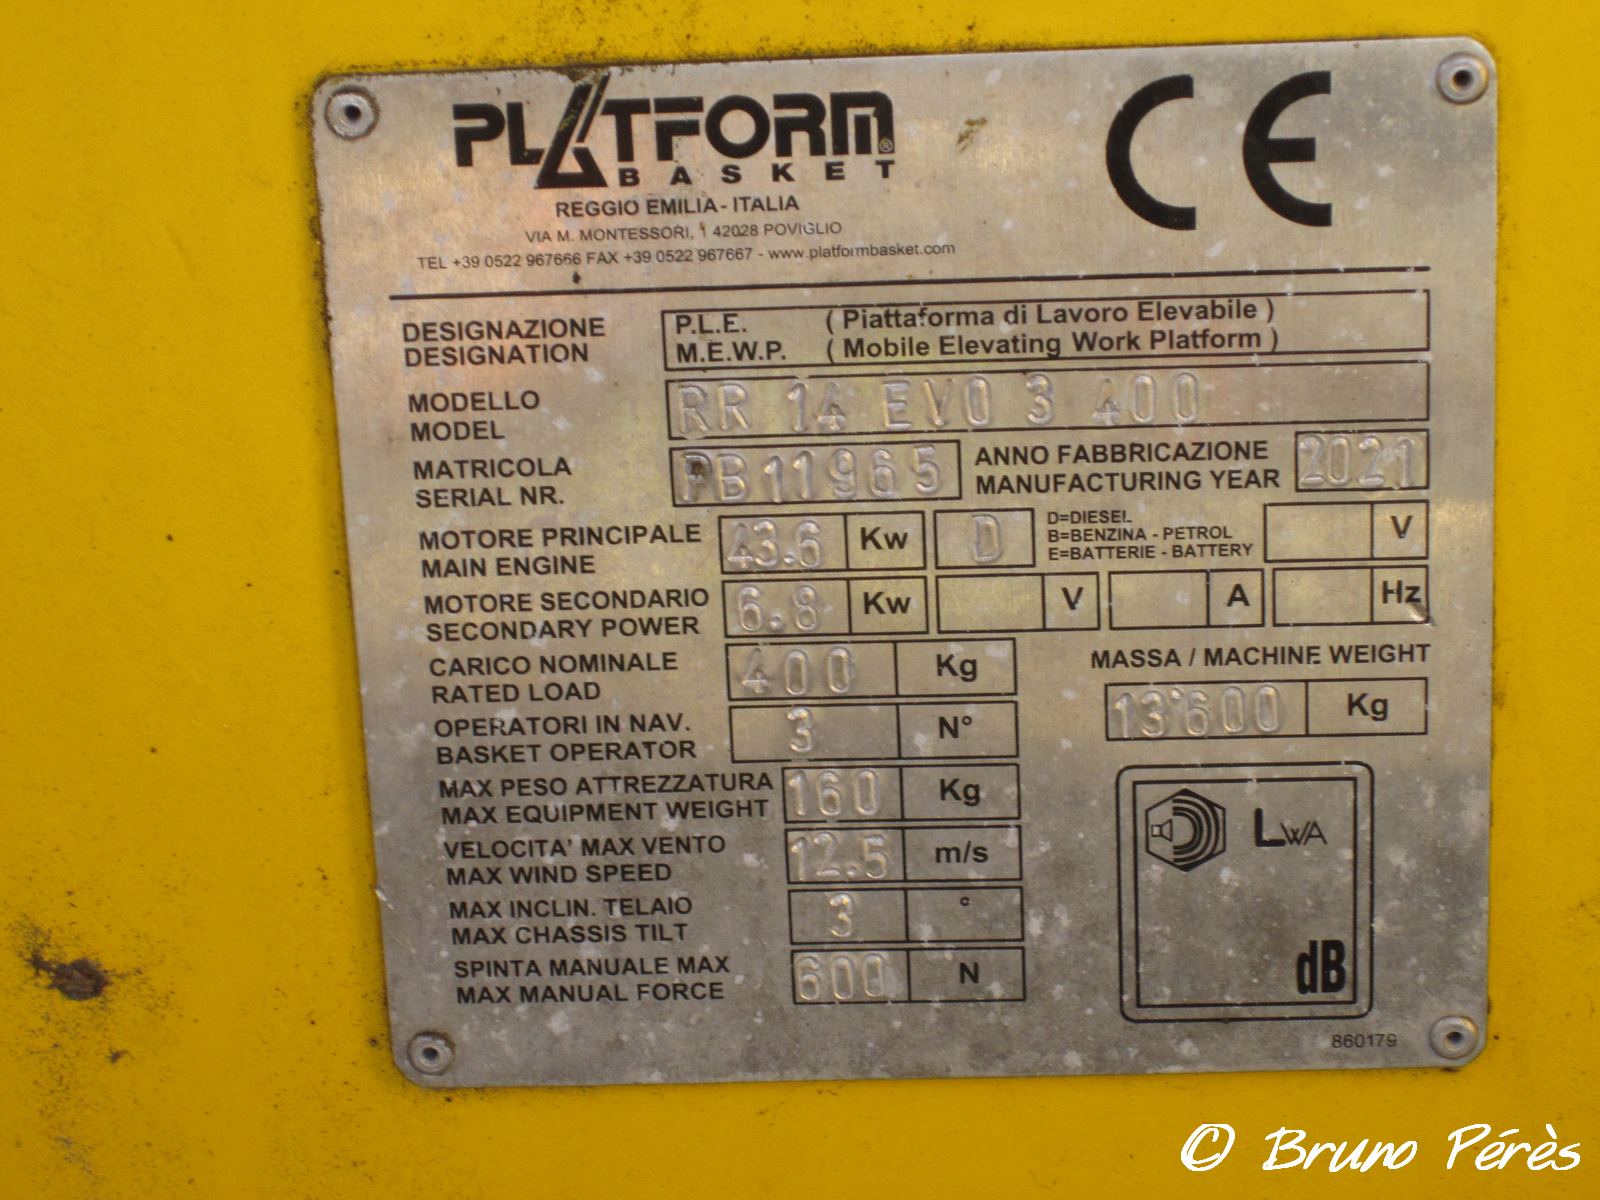 PLATFORM®
BASKET
REGGIO EMILIA - ITALIA
VIA M. MONTESSORI, 1 42028 POVIGLIO
TEL +39 0522 967666 FAX +39 0522 967667 - www.platformbasket.com
CE
DESIGNAZIONE P.L.E. ( Piattaforma di Lavoro Elevabile )
DESIGNATION M.E.W.P. ( Mobile Elevating Work Platform )
MODELLO
MODEL
RR 14 EVO 3 400
MATRICOLA
SERIAL NR.
PB11965
ANNO FABBRICAZIONE
MANUFACTURING YEAR
2021
MOTORE PRINCIPALE
MAIN ENGINE
43.6 Kw D
D=DIESEL
B=BENZINA - PETROL
E=BATTERIE - BATTERY
V
MOTORE SECONDARIO
SECONDARY POWER
6.8 Kw V A Hz
CARICO NOMINALE
RATED LOAD
400 Kg
MASSA / MACHINE WEIGHT
13'600 Kg
OPERATORI IN NAV.
BASKET OPERATOR
3 N°
MAX PESO ATTREZZATURA
MAX EQUIPMENT WEIGHT
160 Kg
VELOCITA' MAX VENTO
MAX WIND SPEED
12.5 m/s
MAX INCLIN. TELAIO
MAX CHASSIS TILT
3 °
SPINTA MANUALE MAX
MAX MANUAL FORCE
600 N
LWA
dB
860179
© Bruno Pérès